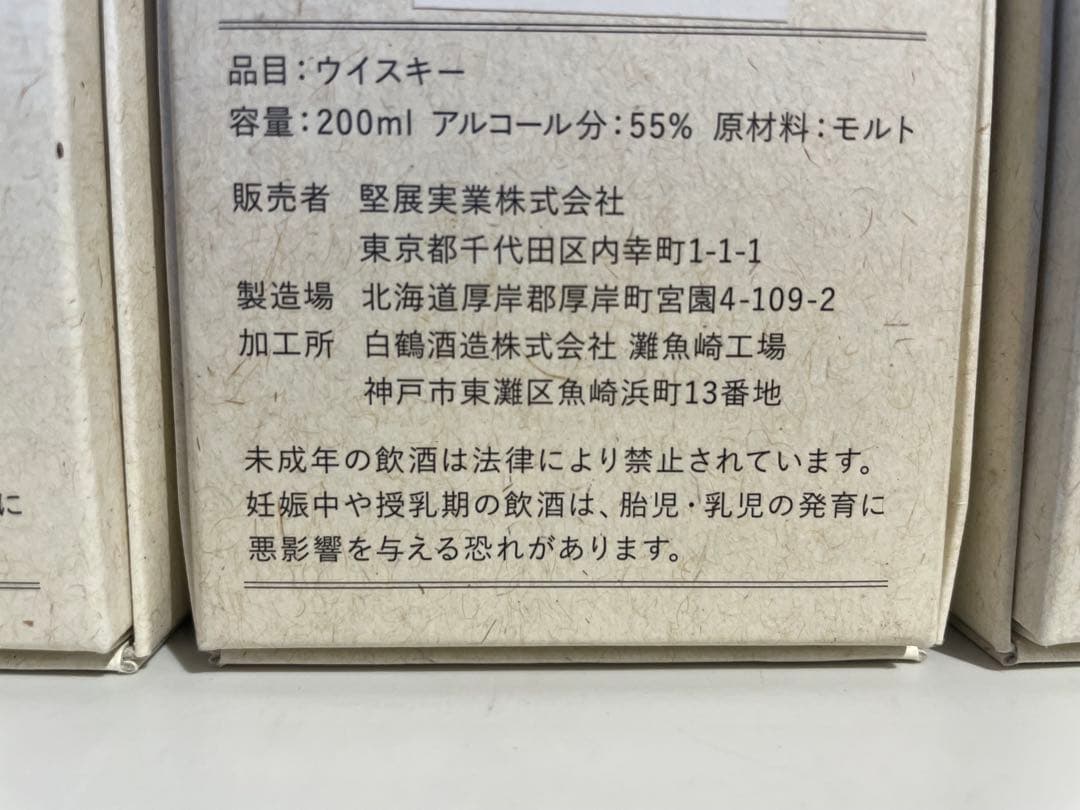 品目：ウイスキー
容量：200ml アルコール分：55% 原材料：モルト
販売者 堅展実業株式会社
東京都千代田区内幸町1-1-1
製造場 北海道厚岸郡厚岸町宮園4-109-2
加工所 白鶴酒造株式会社 灘魚崎工場
神戸市東灘区魚崎浜町13番地
未成年の飲酒は法律により禁止されています。
妊娠中や授乳期の飲酒は、胎児・乳児の発育に
悪影響を与える恐れがあります。
に